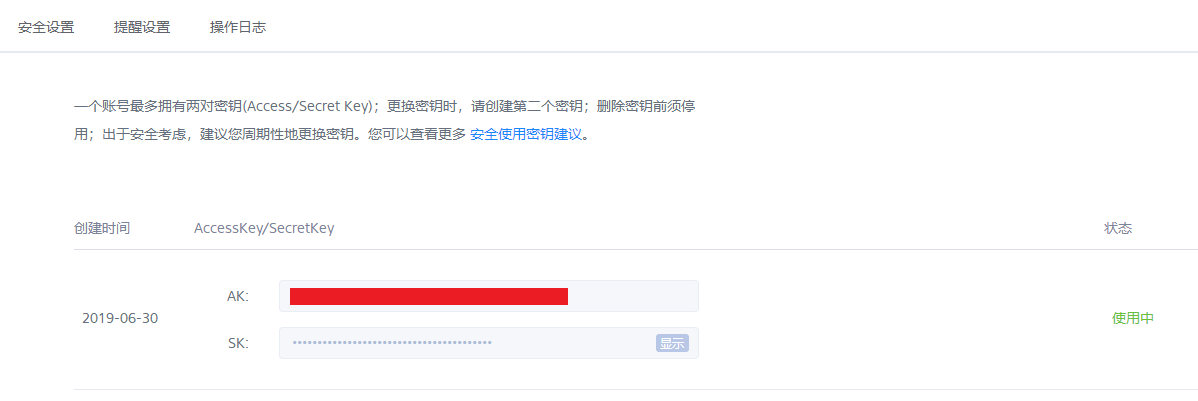 安全设置 提醒设置 操作日志
一个账号最多拥有两对密钥(Access/Secret Key)；更换密钥时，请创建第二个密钥；删除密钥前须停
用；出于安全考虑，建议您周期性地更换密钥。您可以查看更多 安全使用密钥建议。
创建时间 AccessKey/SecretKey 状态
AK:
2019-06-30 使用中
SK: •••••••••••••••••••••••••••••••••••••••• 显示